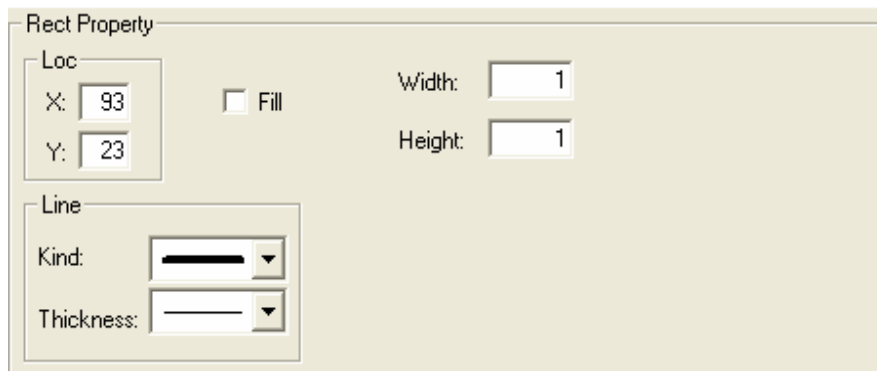 Rect Property
Loc
X: 93
Y: 23
Fill
Width: 1
Height: 1
Line
Kind:
Thickness: